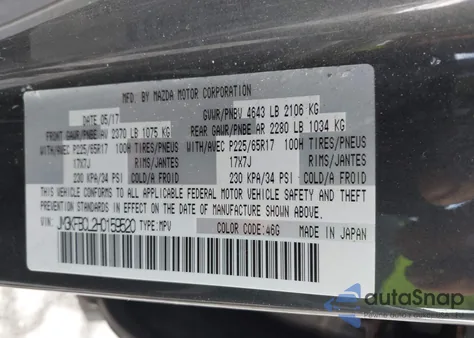 MFD. BY MAZDA MOTOR CORPORATION
DATE 05/17 GVWR/PNBV 4643 LB 2106 KG
FRONT GAWR/PNBE AV 2370 LB 1075 KG REAR GAWR/PNBE AR 2280 LB 1034 KG
WITH/AVEC P225/65R17 100H TIRES/PNEUS WITH/AVEC P225/65R17 100H TIRES/PNEUS
17X7J RIMS/JANTES 17X7J RIMS/JANTES
230 KPA/34 PSI COLD/A FROID 230 KPA/34 PSI COLD/A FROID
THIS VEHICLE CONFORMS TO ALL APPLICABLE FEDERAL MOTOR VEHICLE SAFETY AND THEFT
PREVENTION STANDARDS IN EFFECT ON THE DATE OF MANUFACTURE SHOWN ABOVE.
VIN: TYPE:MPV COLOR CODE:46G MADE IN JAPAN
autoSnap